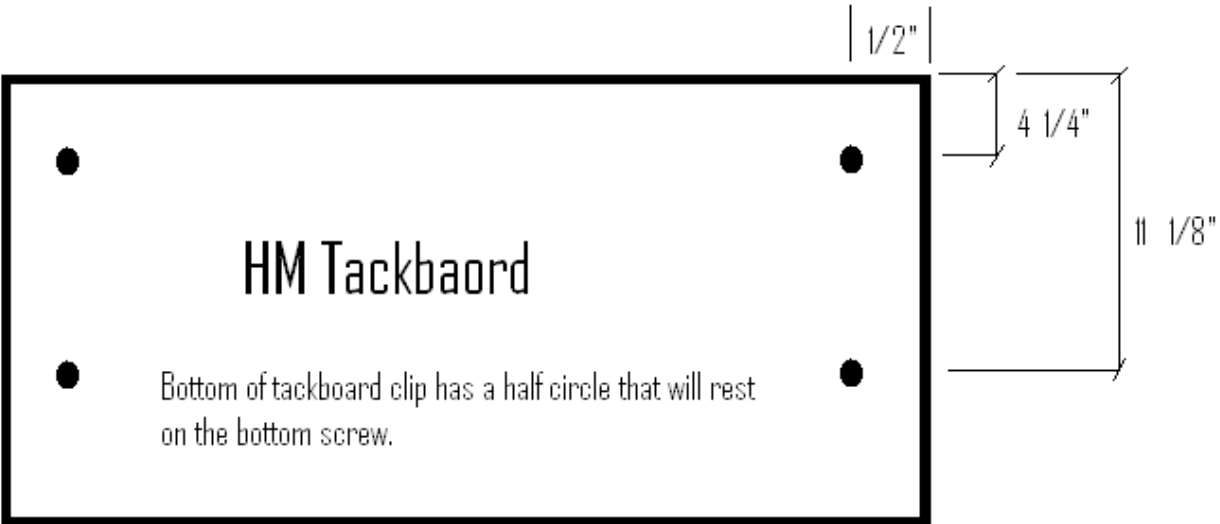 1/2"
4 1/4"
11 1/8"
HM Tackbaord
Bottom of tackboard clip has a half circle that will rest
on the bottom screw.